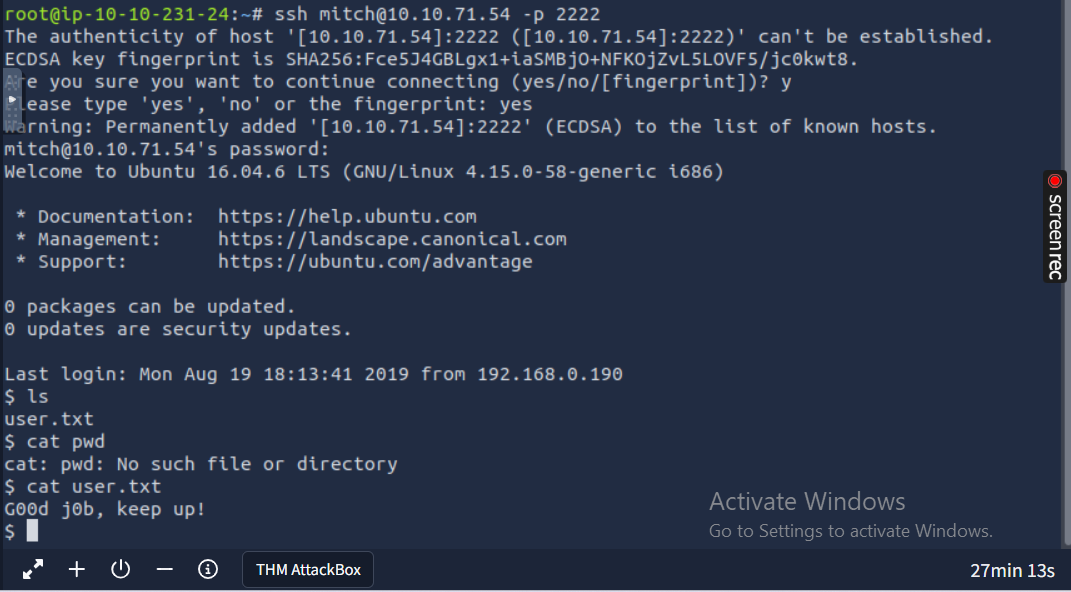 root@ip-10-10-231-24:~# ssh mitch@10.10.71.54 -p 2222
The authenticity of host '[10.10.71.54]:2222 ([10.10.71.54]:2222)' can't be established.
ECDSA key fingerprint is SHA256:Fce5J4GBLgx1+iaSMBjO+NFKOjZvL5LOVF5/jc0kwt8.
Are you sure you want to continue connecting (yes/no/[fingerprint])? y
Please type 'yes', 'no' or the fingerprint: yes
Warning: Permanently added '[10.10.71.54]:2222' (ECDSA) to the list of known hosts.
mitch@10.10.71.54's password:
Welcome to Ubuntu 16.04.6 LTS (GNU/Linux 4.15.0-58-generic i686)
* Documentation: https://help.ubuntu.com
* Management: https://landscape.canonical.com
* Support: https://ubuntu.com/advantage
0 packages can be updated.
0 updates are security updates.
Last login: Mon Aug 19 18:13:41 2019 from 192.168.0.190
$ ls
user.txt
$ cat pwd
cat: pwd: No such file or directory
$ cat user.txt
G00d j0b, keep up!
$
screenrec
Activate Windows
Go to Settings to activate Windows.
THM AttackBox
27min 13s